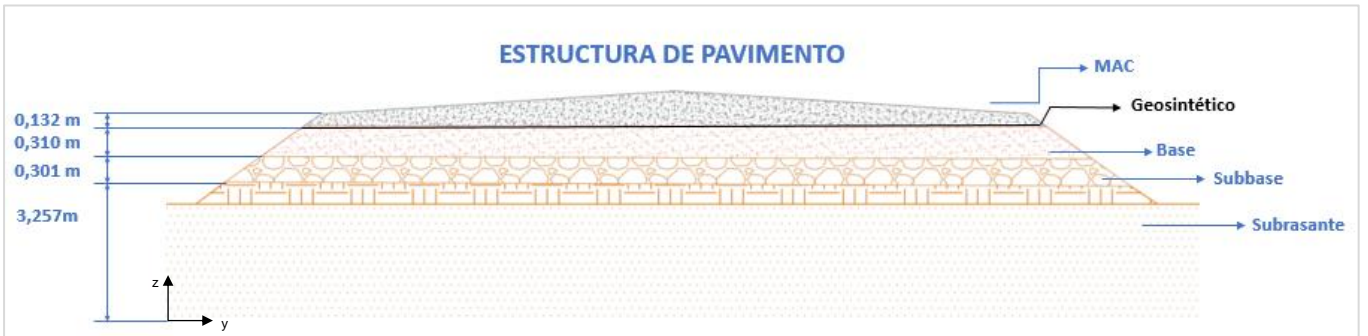 ESTRUCTURA DE PAVIMENTO
MAC
Geosintético
0,132 m
0,310 m
Base
0,301 m
Subbase
3,257m
Subrasante
z
y